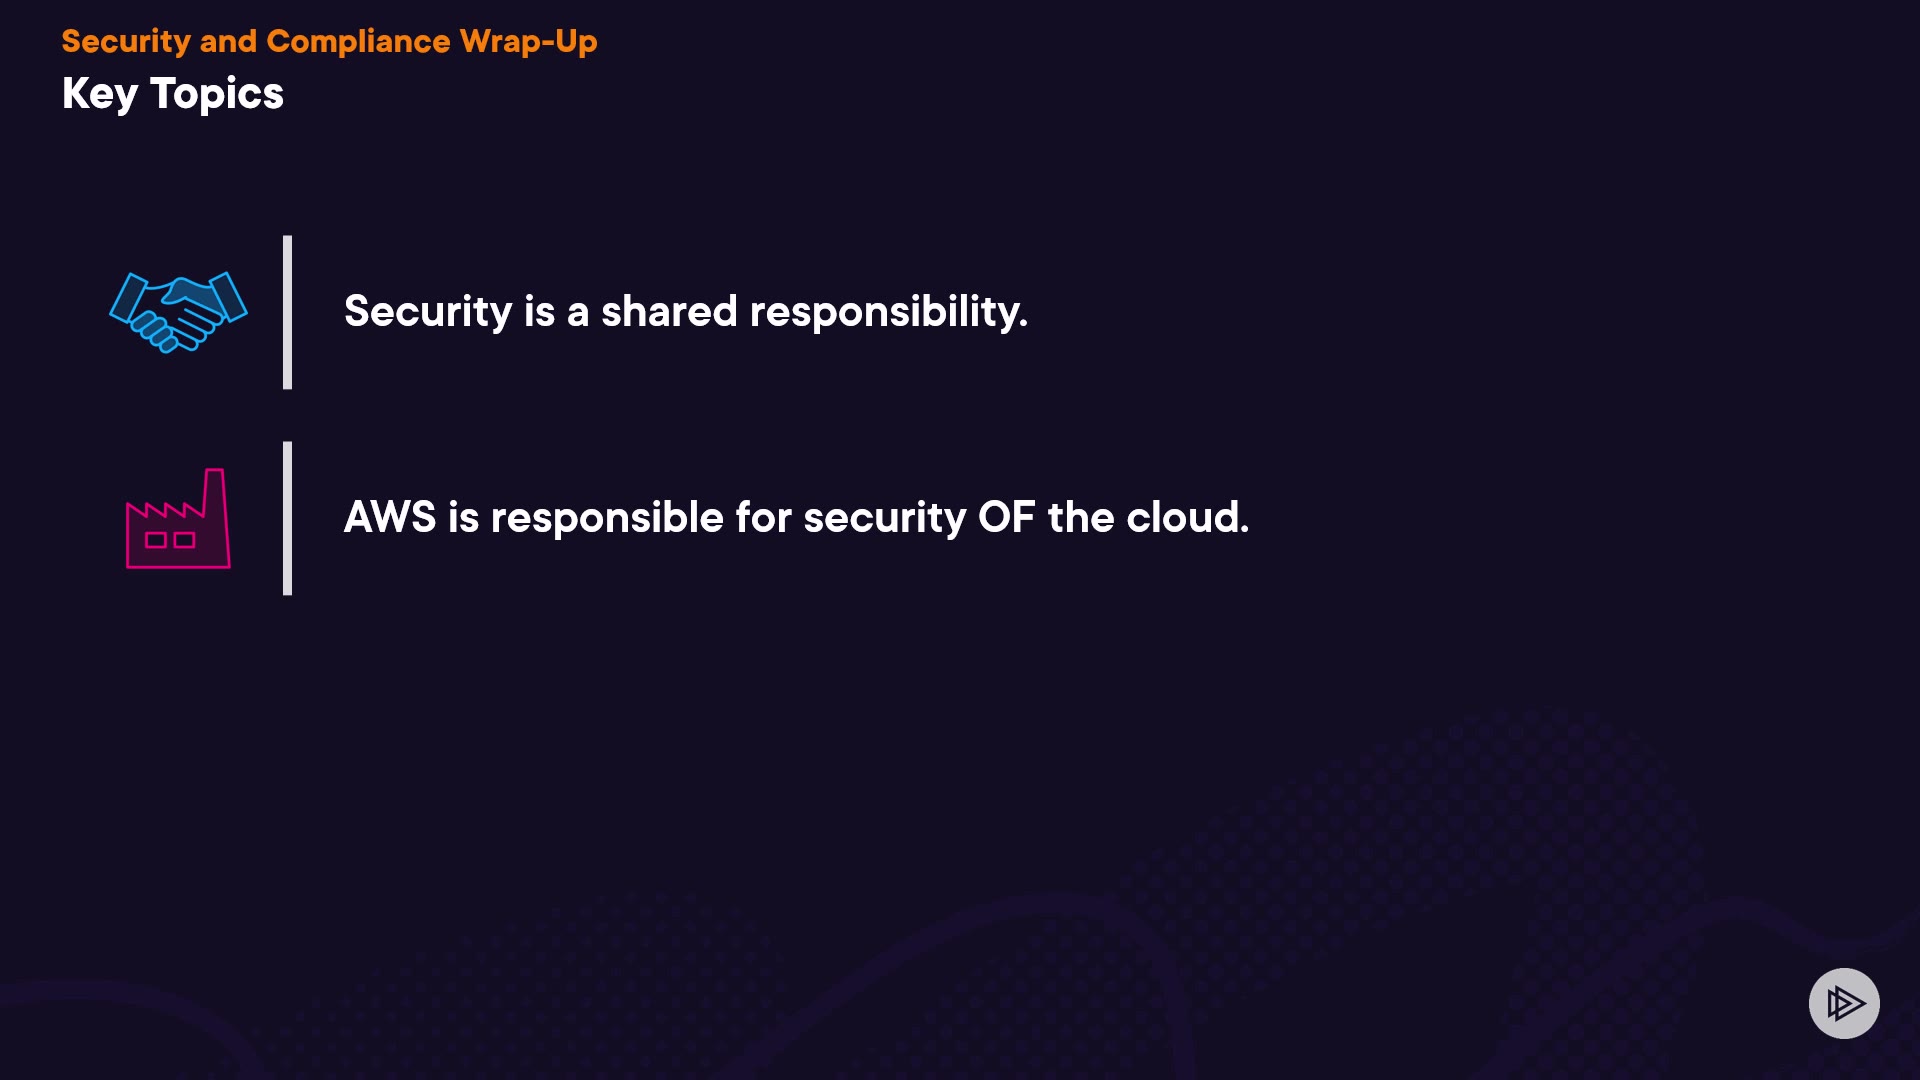 Security and Compliance Wrap-Up
Key Topics
Security is a shared responsibility.
AWS is responsible for security OF the cloud.